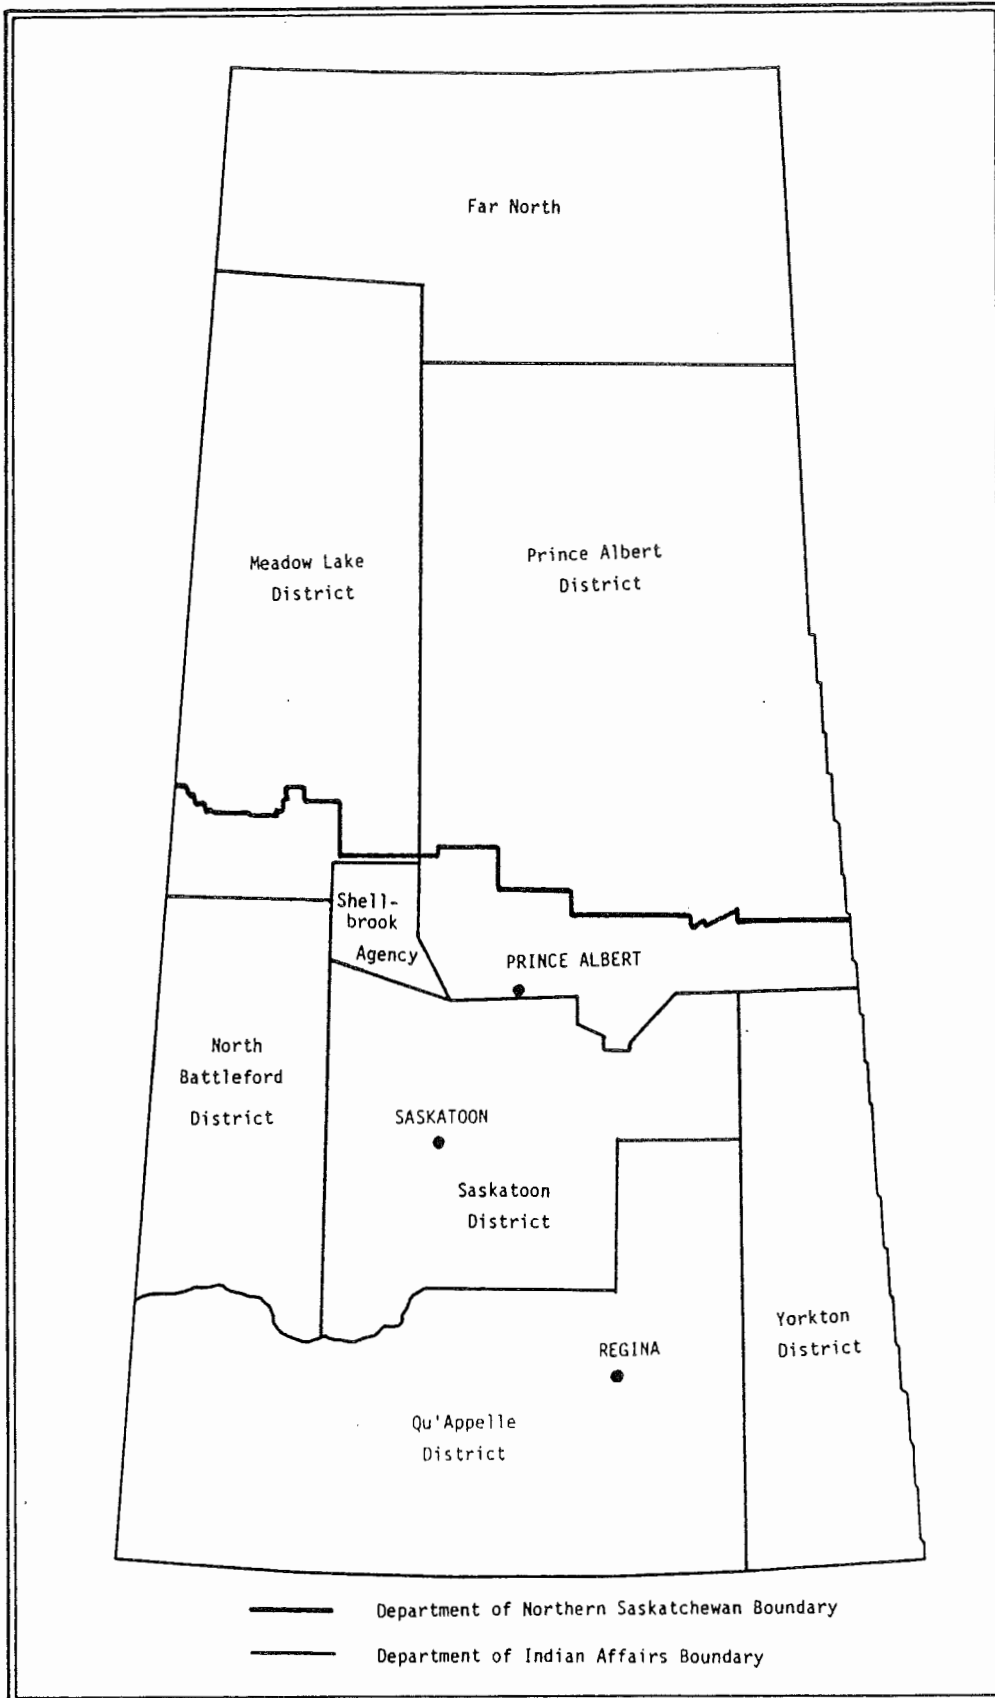 Far North
Meadow Lake
District
Prince Albert
District
Shell-
brook
Agency
PRINCE ALBERT
North
Battleford
District
SASKATOON
Saskatoon
District
Yorkton
District
REGINA
Qu'Appelle
District
Department of Northern Saskatchewan Boundary
Department of Indian Affairs Boundary